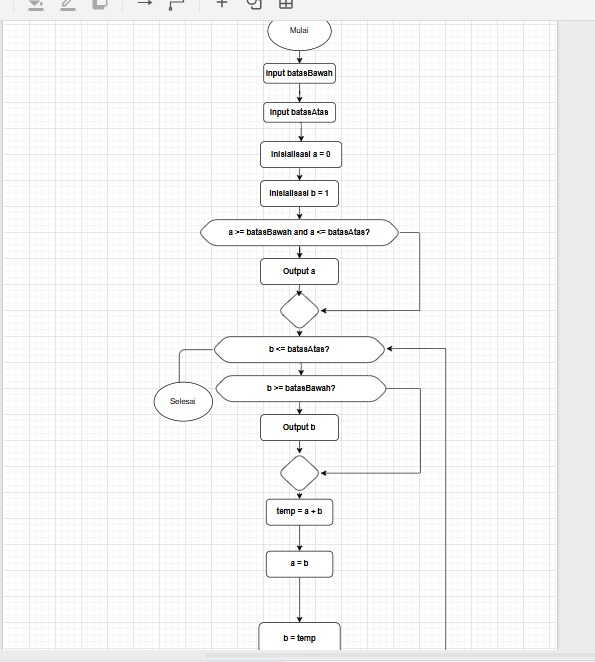 Mulai
Input batasBawah
Input batasAtas
Inisialisasi a = 0
Inisialisasi b = 1
a >= batasBawah and a <= batasAtas?
Output a
b <= batasAtas?
b >= batasBawah?
Selesai
Output b
temp = a + b
a = b
b = temp